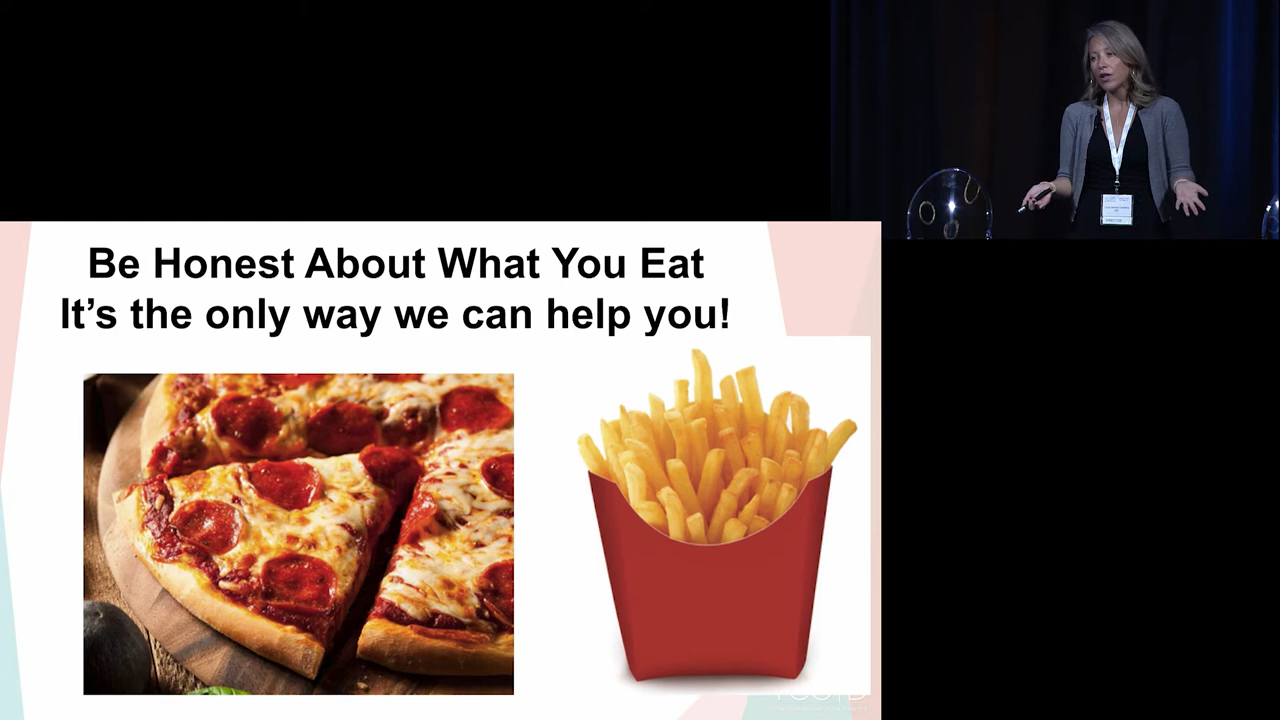 Be Honest About What You Eat
It’s the only way we can help you!